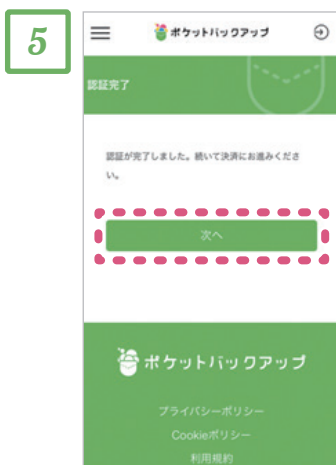 5
ポケットバックアップ
認証完了
認証が完了しました。続いて決済にお進みくださ
い。
次へ
ポケットバックアップ
プライバシーポリシー
Cookieポリシー
利用規約